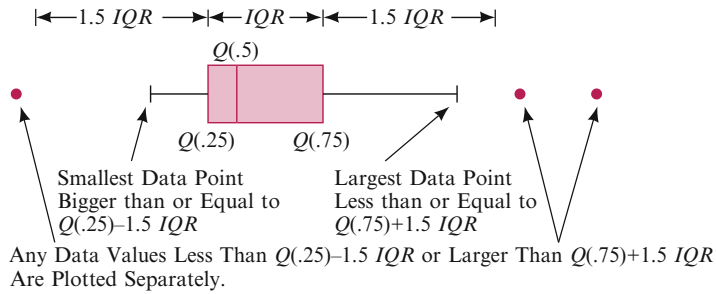 1.5 IQR IQR 1.5 IQR
Q(.5)
Q(.25) Q(.75)
Smallest Data Point
Bigger than or Equal to
Q(.25)–1.5 IQR
Largest Data Point
Less than or Equal to
Q(.75)+1.5 IQR
Any Data Values Less Than Q(.25)–1.5 IQR or Larger Than Q(.75)+1.5 IQR
Are Plotted Separately.